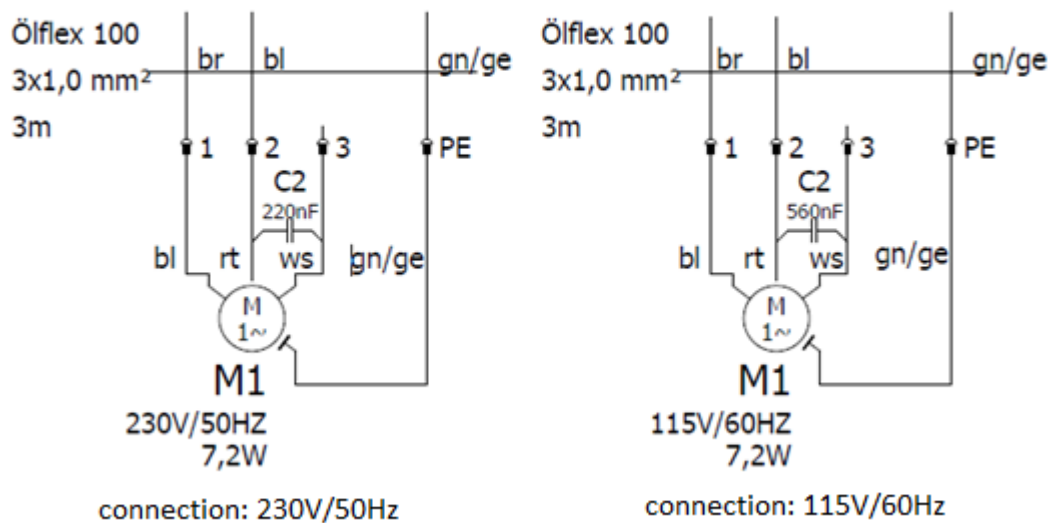 Ölflex 100
3x1,0 mm²
3m
br bl gn/ge
1 2 3 PE
C2
220nF
bl rt ws gn/ge
M
1~
M1
230V/50HZ
7,2W
connection: 230V/50Hz
Ölflex 100
3x1,0 mm²
3m
br bl gn/ge
1 2 3 PE
C2
560nF
bl rt ws gn/ge
M
1~
M1
115V/60HZ
7,2W
connection: 115V/60Hz